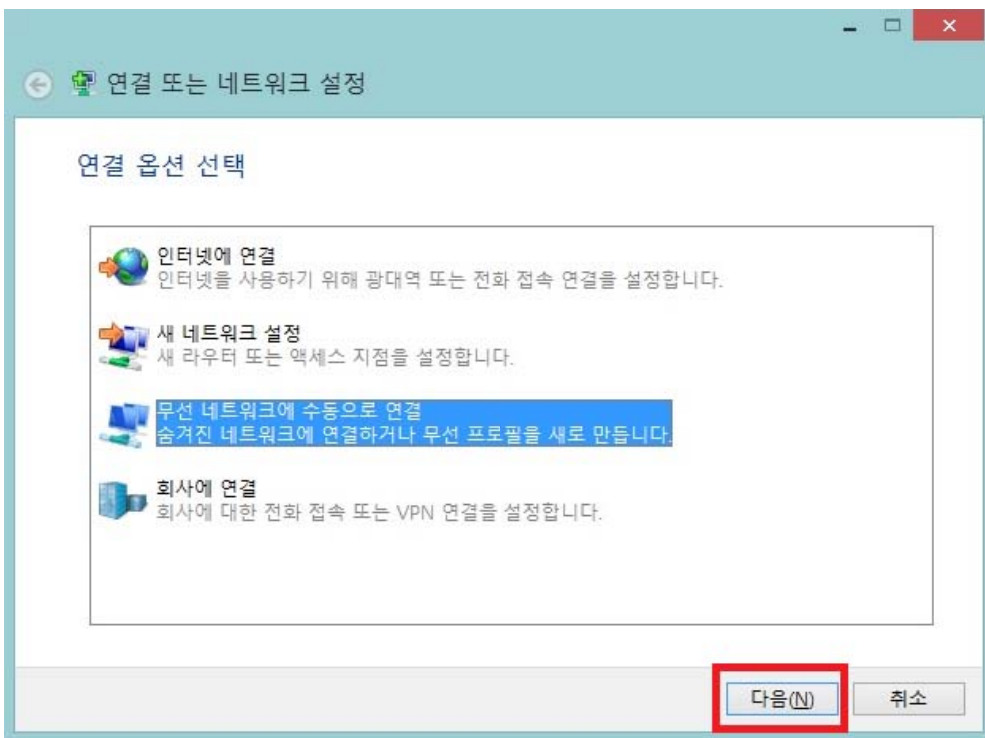 연결 또는 네트워크 설정
연결 옵션 선택
인터넷에 연결
인터넷을 사용하기 위해 광대역 또는 전화 접속 연결을 설정합니다.
새 네트워크 설정
새 라우터 또는 액세스 지점을 설정합니다.
무선 네트워크에 수동으로 연결
숨겨진 네트워크에 연결하거나 무선 프로필을 새로 만듭니다.
회사에 연결
회사에 대한 전화 접속 또는 VPN 연결을 설정합니다.
다음(N) 취소